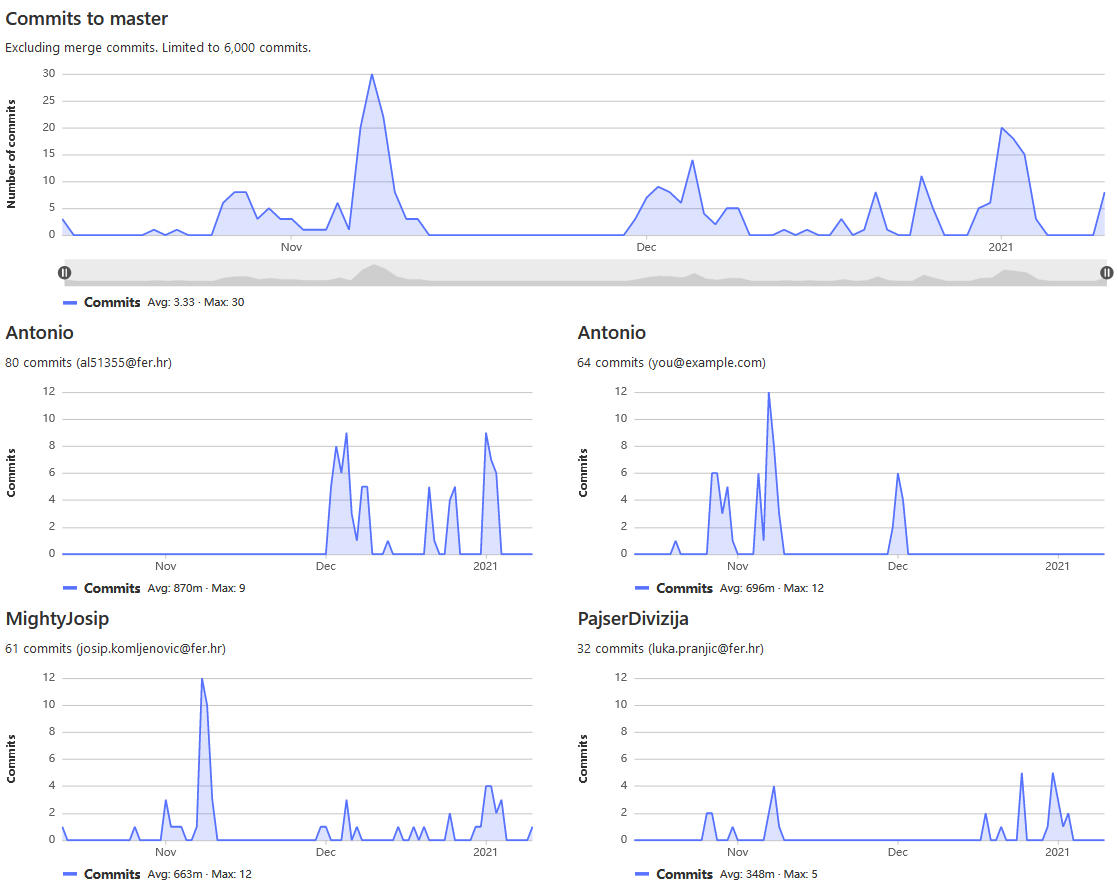 Commits to master
Excluding merge commits. Limited to 6,000 commits.
Number of commits
30
25
20
15
10
5
0
Nov Dec 2021
Commits Avg: 3.33 · Max: 30
Antonio
80 commits (al51355@fer.hr)
Commits
12
10
8
6
4
2
0
Nov Dec 2021
Commits Avg: 870m · Max: 9
Antonio
64 commits (you@example.com)
Commits
12
10
8
6
4
2
0
Nov Dec 2021
Commits Avg: 696m · Max: 12
MightyJosip
61 commits (josip.komljenovic@fer.hr)
Commits
12
10
8
6
4
2
0
Nov Dec 2021
Commits Avg: 663m · Max: 12
PajserDivizija
32 commits (luka.pranjic@fer.hr)
Commits
12
10
8
6
4
2
0
Nov Dec 2021
Commits Avg: 348m · Max: 5